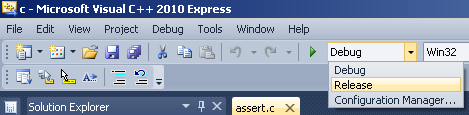 c - Microsoft Visual C++ 2010 Express
File Edit View Project Debug Tools Window Help
Debug Win32
Debug
Release
Configuration Manager...
Solution Explorer assert.c